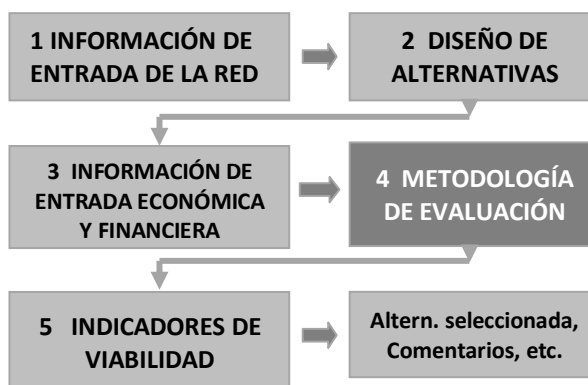 1 INFORMACIÓN DE
ENTRADA DE LA RED
2 DISEÑO DE
ALTERNATIVAS
3 INFORMACIÓN DE
ENTRADA ECONÓMICA
Y FINANCIERA
4 METODOLOGÍA
DE EVALUACIÓN
5 INDICADORES DE
VIABILIDAD
Altern. seleccionada,
Comentarios, etc.